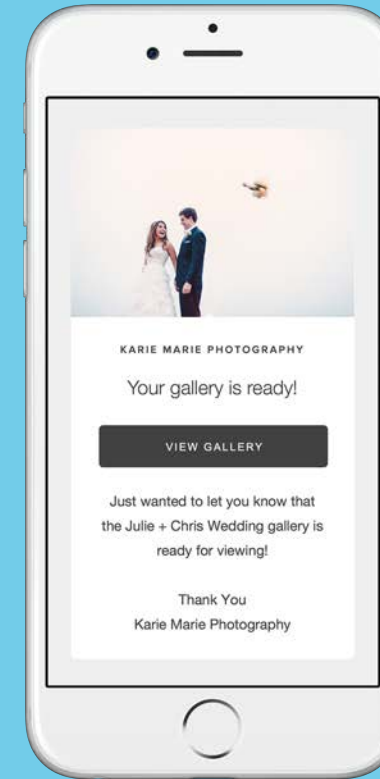 KARIE MARIE PHOTOGRAPHY
Your gallery is ready!
VIEW GALLERY
Just wanted to let you know that
the Julie + Chris Wedding gallery is
ready for viewing!
Thank You
Karie Marie Photography